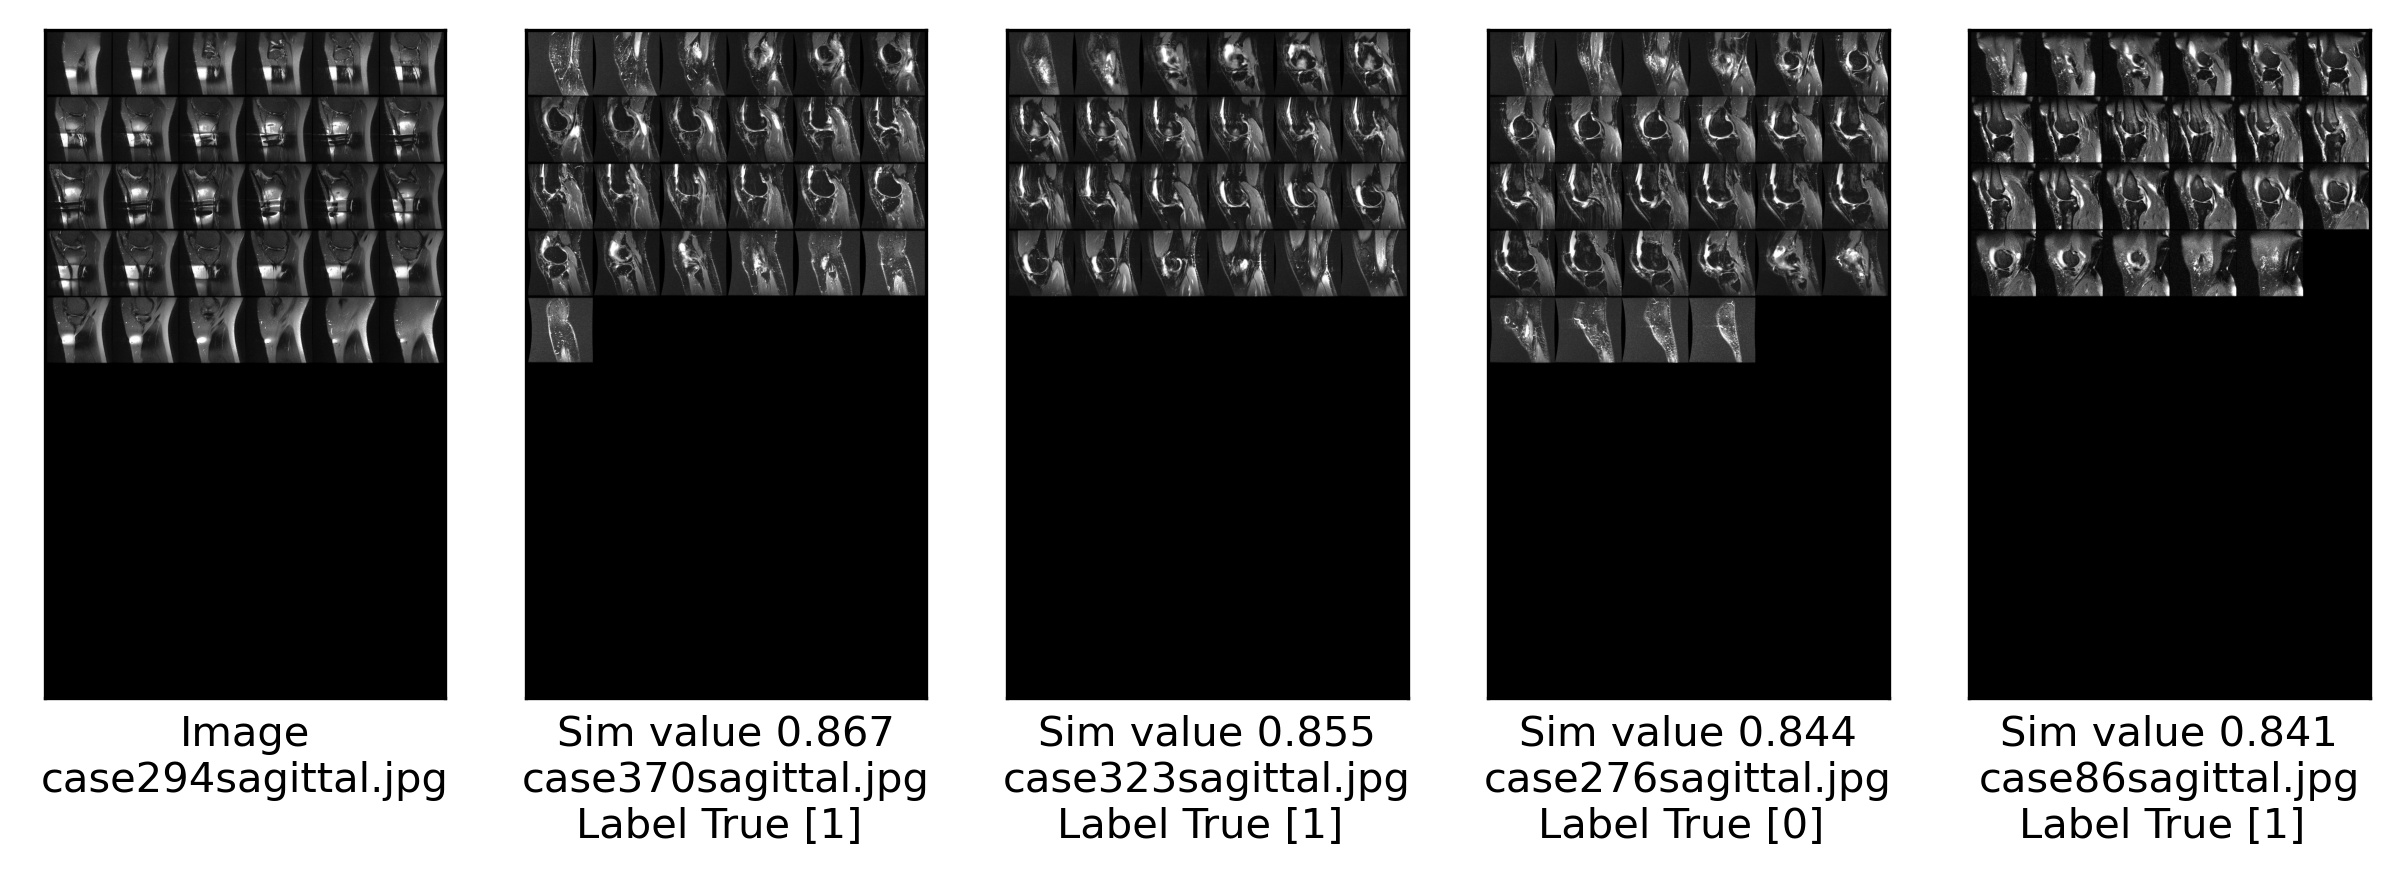 Image
case294sagittal.jpg
Sim value 0.867
case370sagittal.jpg
Label True [1]
Sim value 0.855
case323sagittal.jpg
Label True [1]
Sim value 0.844
case276sagittal.jpg
Label True [0]
Sim value 0.841
case86sagittal.jpg
Label True [1]